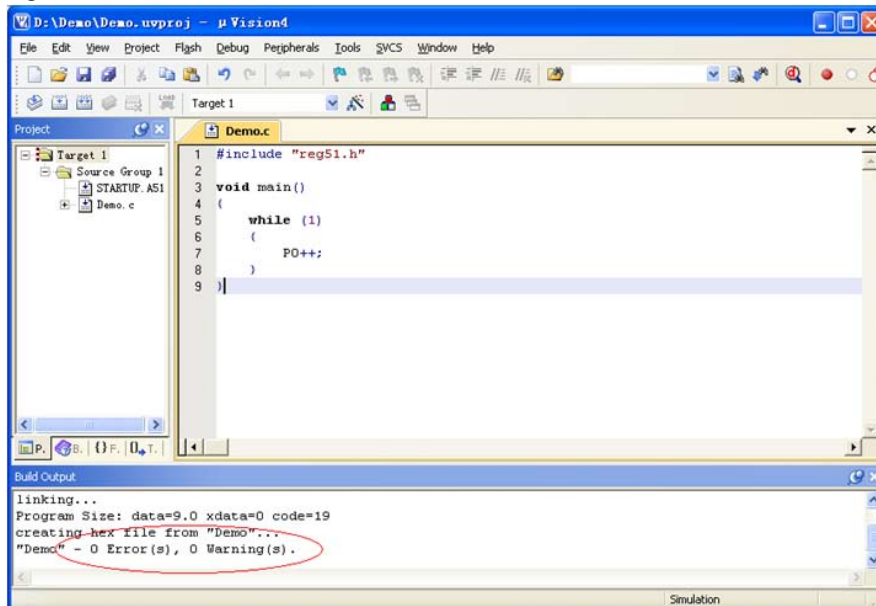 D:\Demo\Demo.uvproj - µVision4
File Edit View Project Flash Debug Peripherals Tools SVCS Window Help
Target 1
Project
Demo.c
Target 1
Source Group 1
STARTUP.A51
Demo.c
1 #include "reg51.h"
2
3 void main()
4 {
5 while (1)
6 {
7 P0++;
8 }
9 }
P. B. {} F. 0 T.
Build Output
linking...
Program Size: data=9.0 xdata=0 code=19
creating hex file from "Demo"...
"Demo" - 0 Error(s), 0 Warning(s).
Simulation